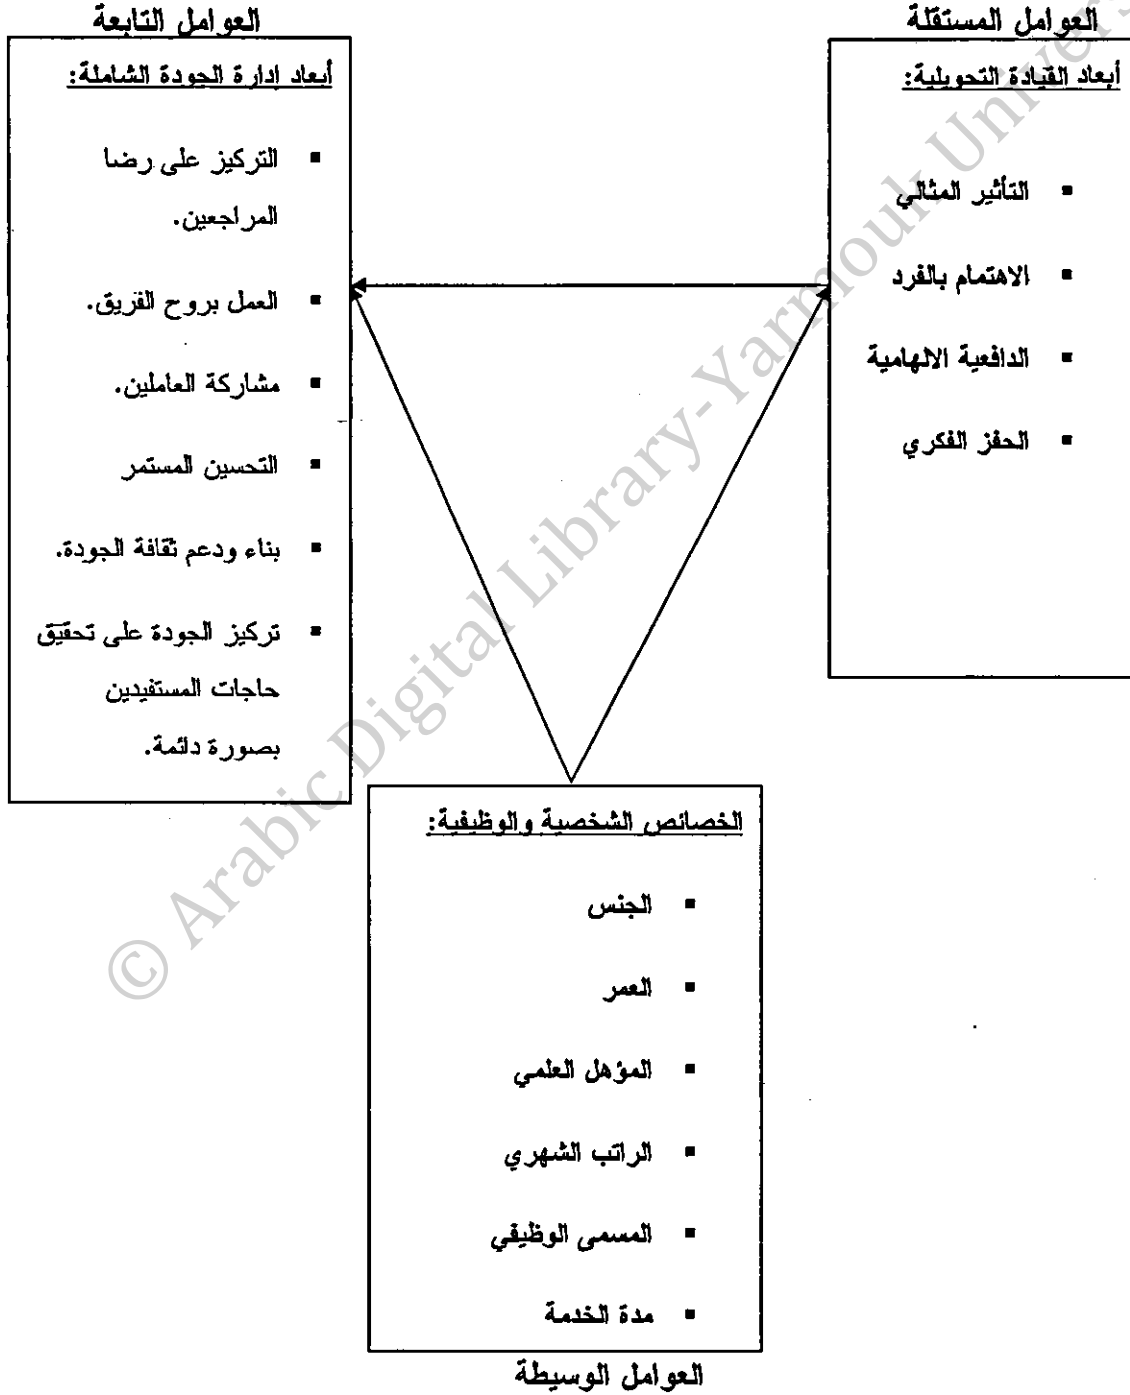 العوامل المستقلة
أبعاد القيادة التحويلية:
▪ التأثير المثالي
▪ الاهتمام بالفرد
▪ الدافعية الالهامية
▪ الحفز الفكري
العوامل التابعة
أبعاد إدارة الجودة الشاملة:
▪ التركيز على رضا
المراجعين.
▪ العمل بروح الفريق.
▪ مشاركة العاملين.
▪ التحسين المستمر
▪ بناء ودعم ثقافة الجودة.
▪ تركيز الجودة على تحقيق
حاجات المستفيدين
بصورة دائمة.
الخصائص الشخصية والوظيفية:
▪ الجنس
▪ العمر
▪ المؤهل العلمي
▪ الراتب الشهري
▪ المسمى الوظيفي
▪ مدة الخدمة
العوامل الوسيطة
© Arabic Digital Library-Yarmouk Univers